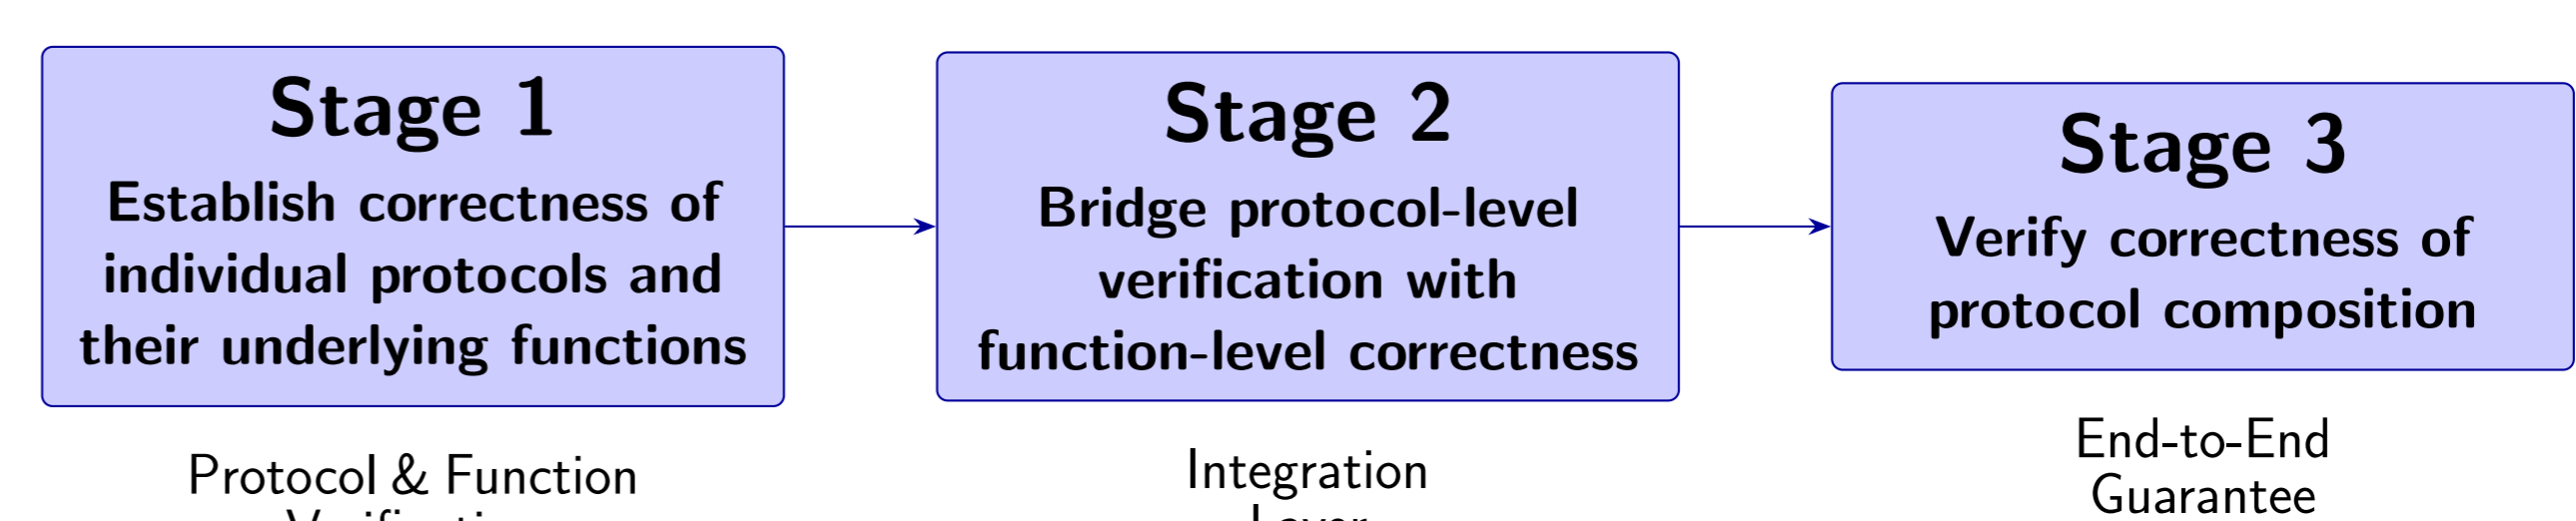 Stage 1
Establish correctness of
individual protocols and
their underlying functions
Protocol & Function
Stage 2
Bridge protocol-level
verification with
function-level correctness
Integration
Layer
Stage 3
Verify correctness of
protocol composition
End-to-End
Guarantee